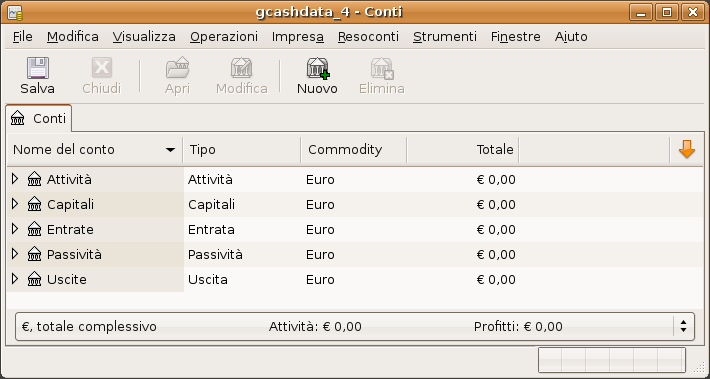 gcashdata_4 - Conti
File Modifica Visualizza Operazioni Impresa Resoconti Strumenti Finestre Aiuto
Salva Chiudi Apri Modifica Nuovo Elimina
Conti
Nome del conto Tipo Commodity Totale
Attività Attività Euro € 0,00
Capitali Capitali Euro € 0,00
Entrate Entrata Euro € 0,00
Passività Passività Euro € 0,00
Uscite Uscita Euro € 0,00
€, totale complessivo Attività: € 0,00 Profitti: € 0,00